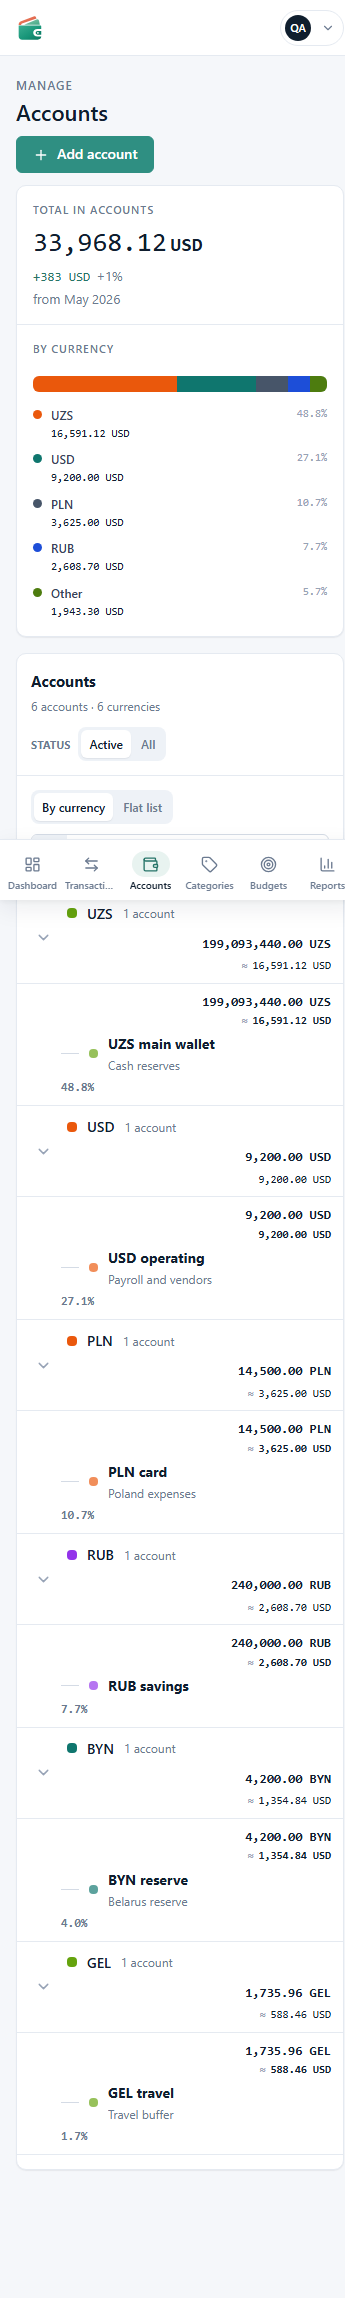 QA
MANAGE
Accounts
+ Add account
TOTAL IN ACCOUNTS
33,968.12 USD
+383 USD +1%
from May 2026
BY CURRENCY
UZS 48.8%
16,591.12 USD
USD 27.1%
9,200.00 USD
PLN 10.7%
3,625.00 USD
RUB 7.7%
2,608.70 USD
Other 5.7%
1,943.30 USD
Accounts
6 accounts · 6 currencies
STATUS Active All
By currency Flat list
Dashboard Transacti... Accounts Categories Budgets Reports
UZS 1 account
199,093,440.00 UZS
≈ 16,591.12 USD
199,093,440.00 UZS
≈ 16,591.12 USD
UZS main wallet
Cash reserves
48.8%
USD 1 account
9,200.00 USD
9,200.00 USD
9,200.00 USD
9,200.00 USD
USD operating
Payroll and vendors
27.1%
PLN 1 account
14,500.00 PLN
≈ 3,625.00 USD
14,500.00 PLN
≈ 3,625.00 USD
PLN card
Poland expenses
10.7%
RUB 1 account
240,000.00 RUB
≈ 2,608.70 USD
240,000.00 RUB
≈ 2,608.70 USD
RUB savings
7.7%
BYN 1 account
4,200.00 BYN
≈ 1,354.84 USD
4,200.00 BYN
≈ 1,354.84 USD
BYN reserve
Belarus reserve
4.0%
GEL 1 account
1,735.96 GEL
≈ 588.46 USD
1,735.96 GEL
≈ 588.46 USD
GEL travel
Travel buffer
1.7%